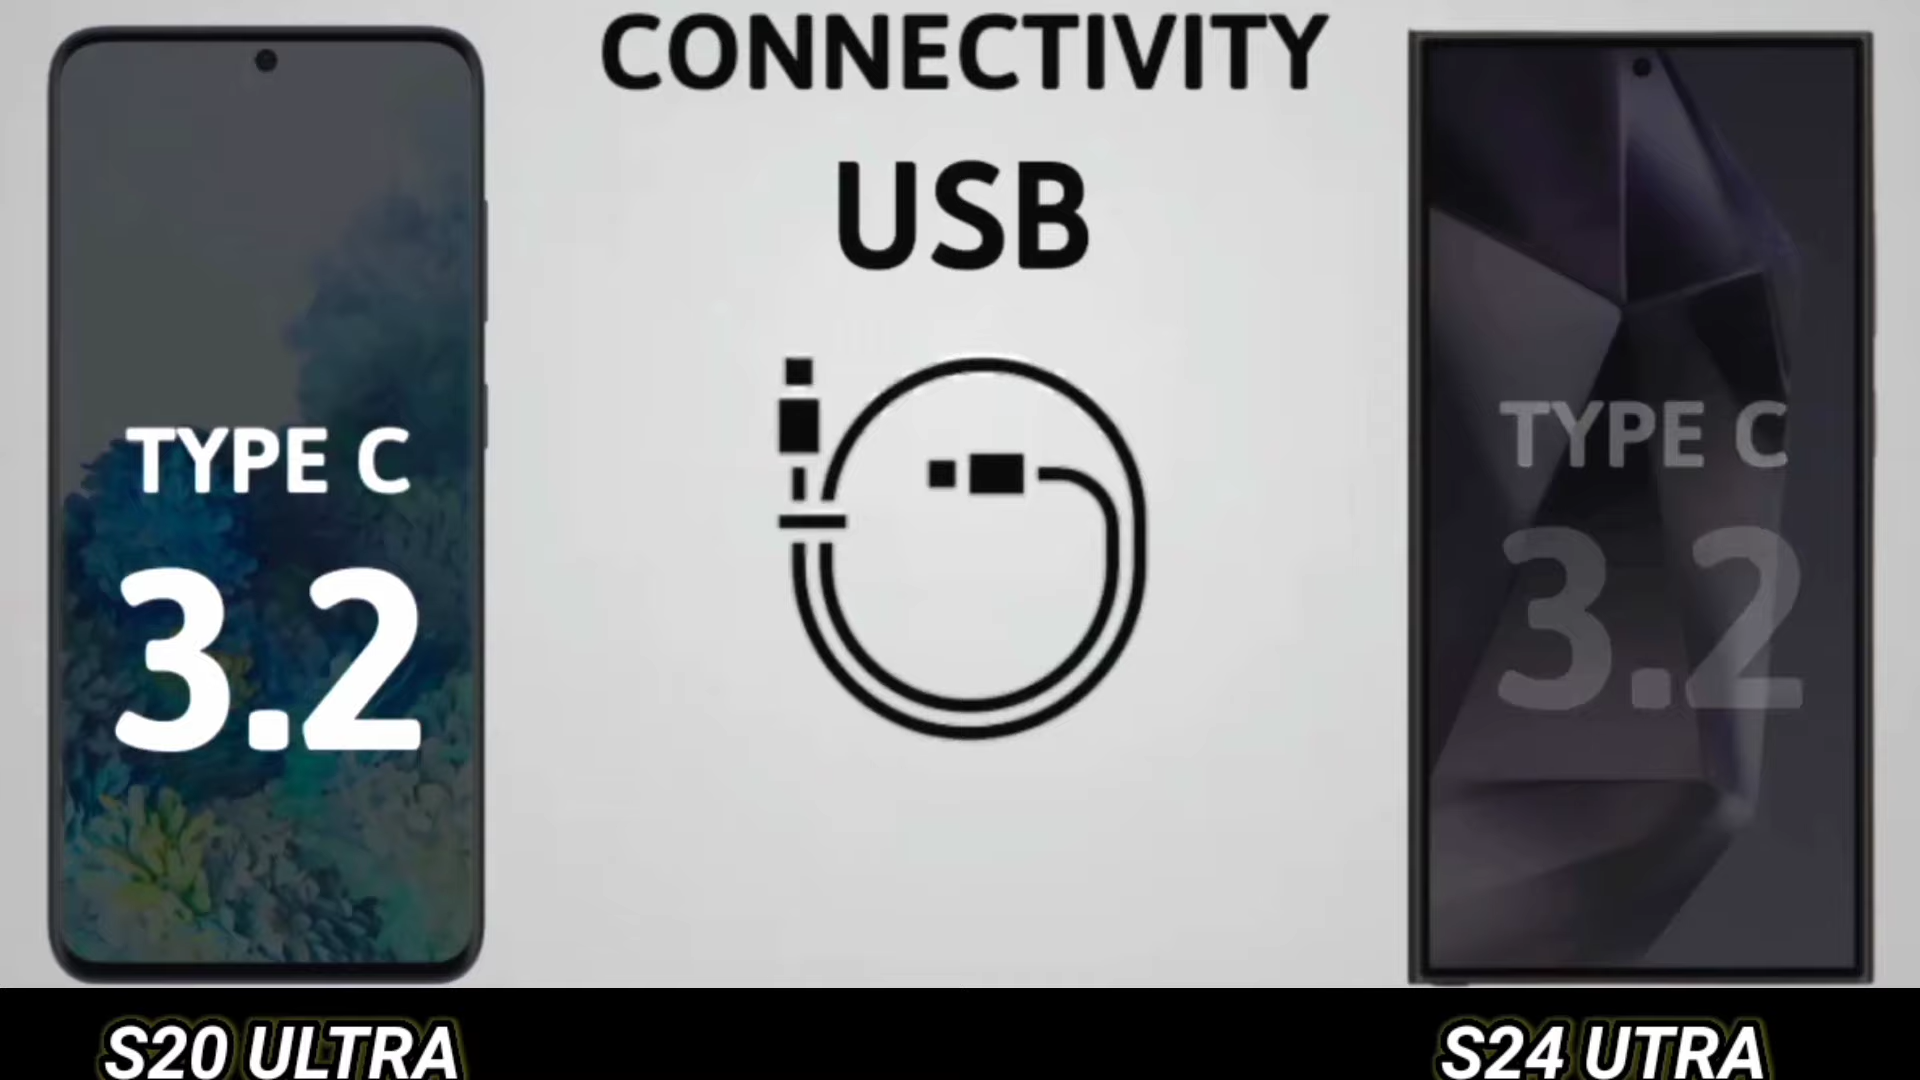 CONNECTIVITY
USB
TYPE C
3.2
TYPE C
3.2
S20 ULTRA
S24 UTRA